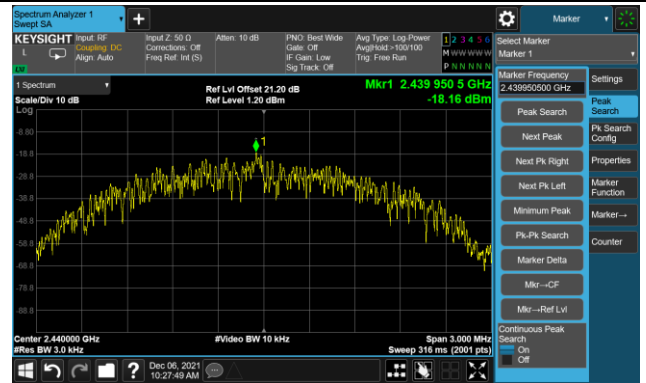 Spectrum Analyzer 1
Swept SA
Marker
KEYSIGHT
L
Input: RF
Coupling: DC
Align: Auto
Input Z: 50 Ω
Corrections: Off
Freq Ref: Int (S)
Atten: 10 dB
PNO: Best Wide
Gate: Off
IF Gain: Low
Sig Track: Off
Avg Type: Log-Power
Avg|Hold:>100/100
Trig: Free Run
1 2 3 4 5 6
M W W W W W
P N N N N N
Select Marker
Marker 1
1 Spectrum
Scale/Div 10 dB
Log
Ref Lvl Offset 21.20 dB
Ref Level 1.20 dBm
Mkr1 2.439 950 5 GHz
-18.16 dBm
1
-8.80
-18.8
-28.8
-38.8
-48.8
-58.8
-68.8
-78.8
-88.8
Center 2.440000 GHz
#Res BW 3.0 kHz
#Video BW 10 kHz
Span 3.000 MHz
Sweep 316 ms (2001 pts)
Marker Frequency
2.439950500 GHz
Peak Search
Next Peak
Next Pk Right
Next Pk Left
Minimum Peak
Pk-Pk Search
Marker Delta
Mkr→CF
Mkr→Ref Lvl
Continuous Peak
Search
On
Off
Settings
Peak
Search
Pk Search
Config
Properties
Marker
Function
Marker→
Counter
Dec 06, 2021
10:27:49 AM